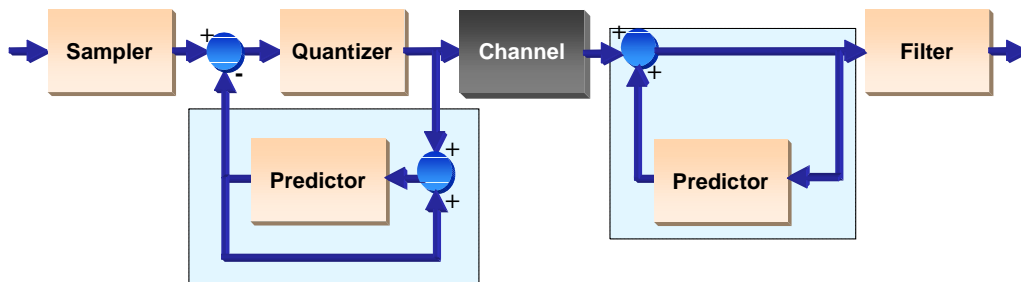 +
Sampler
-
Quantizer
Channel
+
+
Filter
Predictor
+
+
Predictor